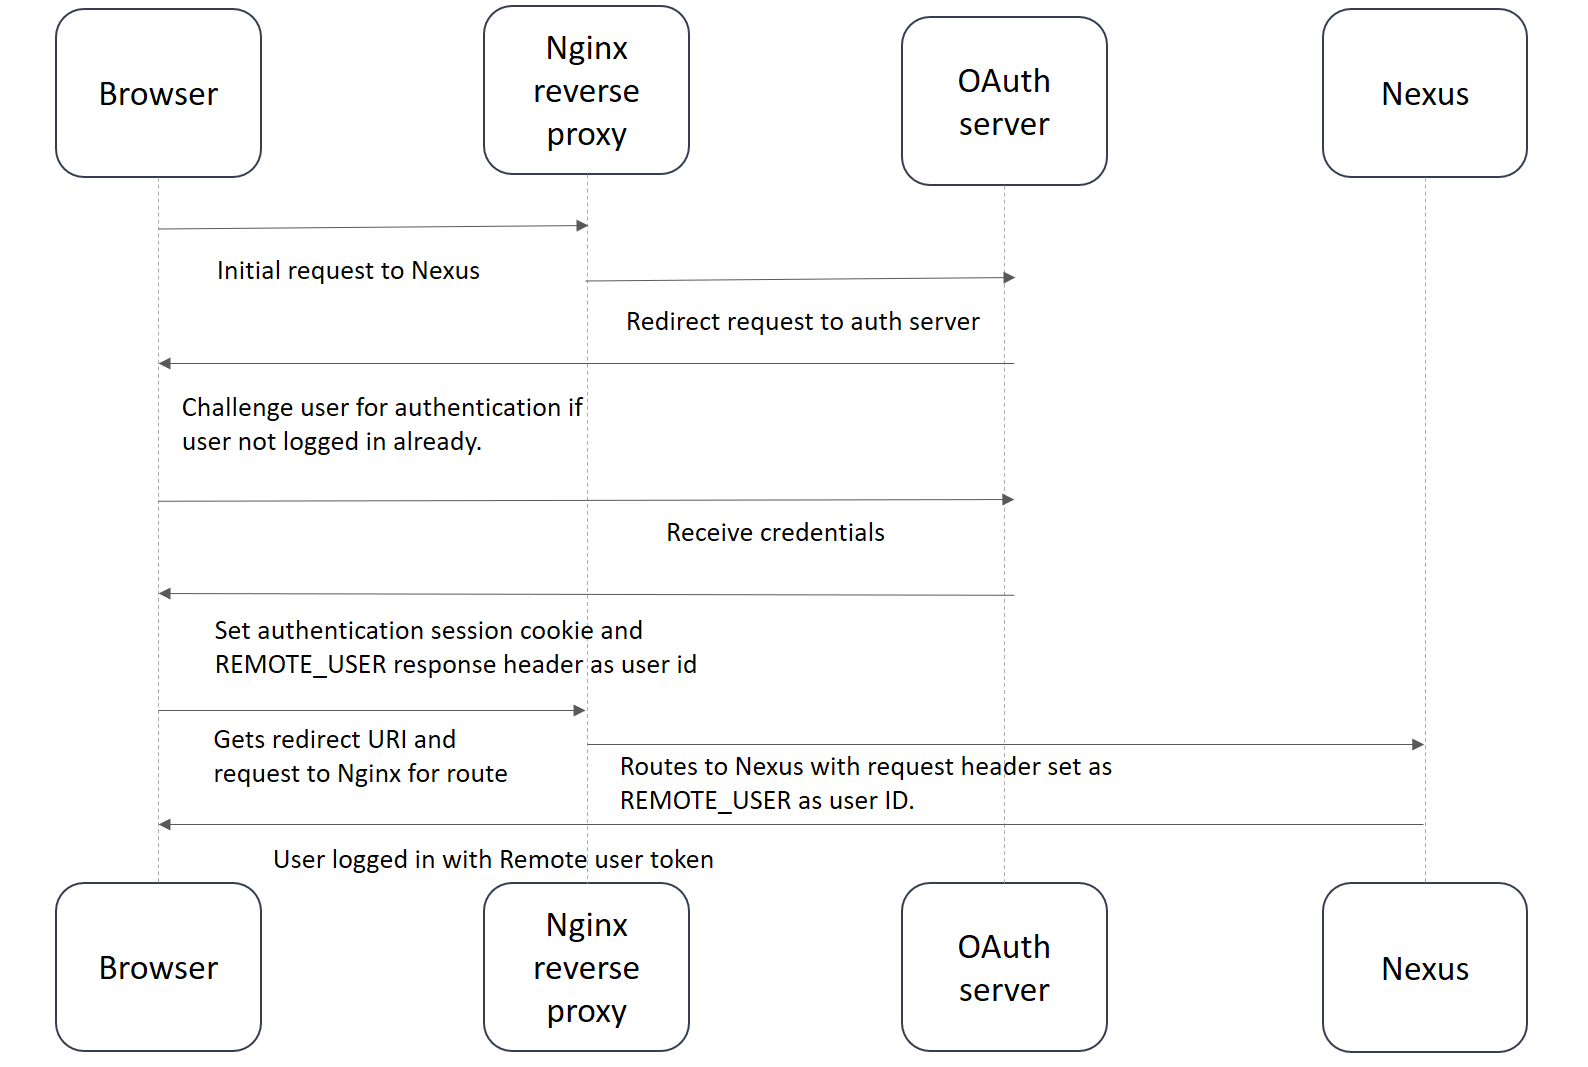 Browser
Nginx
reverse
proxy
OAuth
server
Nexus
Initial request to Nexus
Redirect request to auth server
Challenge user for authentication if
user not logged in already.
Receive credentials
Set authentication session cookie and
REMOTE_USER response header as user id
Gets redirect URI and
request to Nginx for route
Routes to Nexus with request header set as
REMOTE_USER as user ID.
User logged in with Remote user token
Browser
Nginx
reverse
proxy
OAuth
server
Nexus